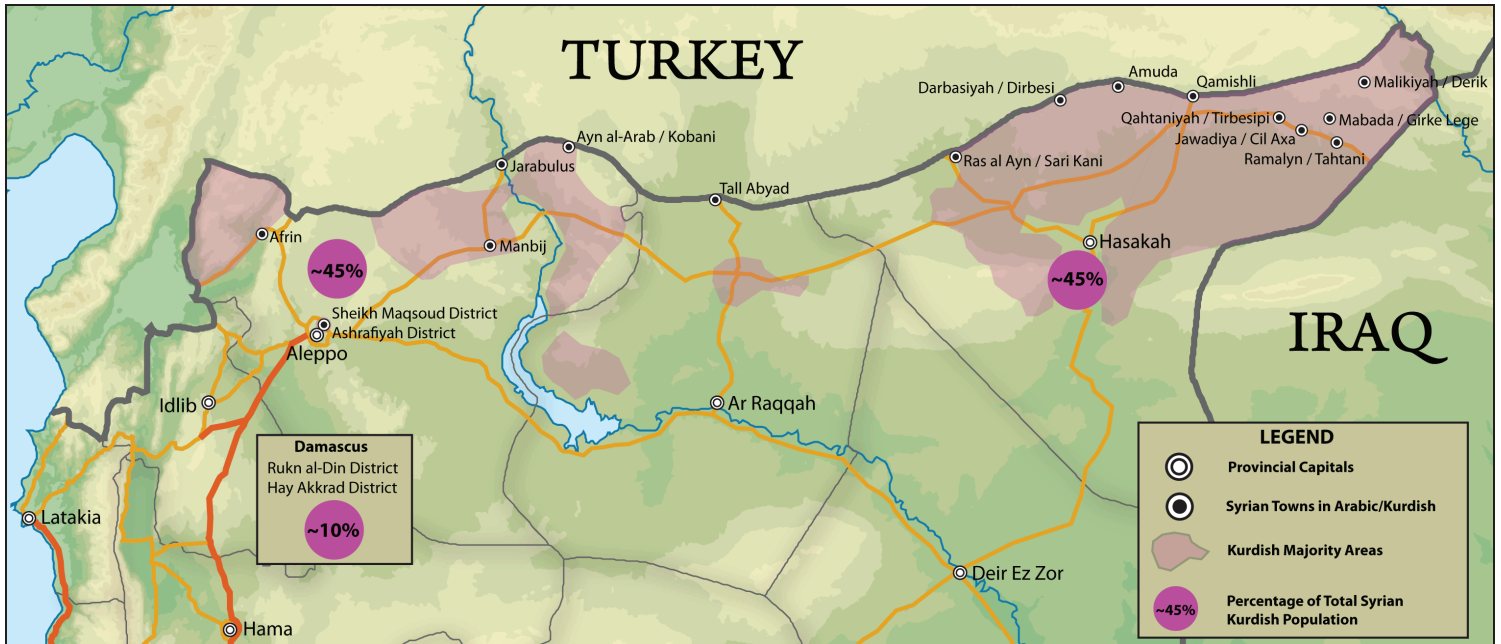 TURKEY
Darbasiyah / Dirbesi
Amuda
Qamishli
Malikiyah / Derik
Qahtaniyah / Tirbesipi
Mabada / Girke Lege
Jawadiya / Cil Axa
Ramalyn / Tahtani
Ayn al-Arab / Kobani
Jarabulus
Ras al Ayn / Sari Kani
Tall Abyad
Afrin
Manbij
Hasakah
~45%
~45%
Sheikh Maqsoud District
Ashrafiyah District
Aleppo
IRAQ
Idlib
Ar Raqqah
Damascus
Rukn al-Din District
Hay Akkrad District
~10%
Latakia
Deir Ez Zor
Hama
LEGEND
Provincial Capitals
Syrian Towns in Arabic/Kurdish
Kurdish Majority Areas
~45%
Percentage of Total Syrian
Kurdish Population